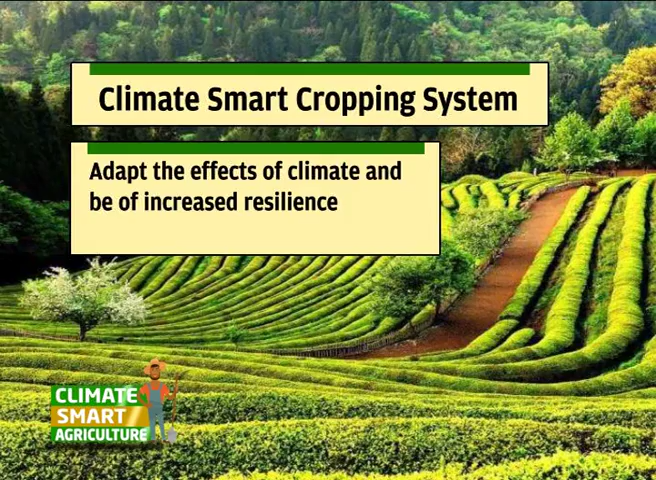 Climate Smart Cropping System
Adapt the effects of climate and
be of increased resilience
CLIMATE
SMART
AGRICULTURE